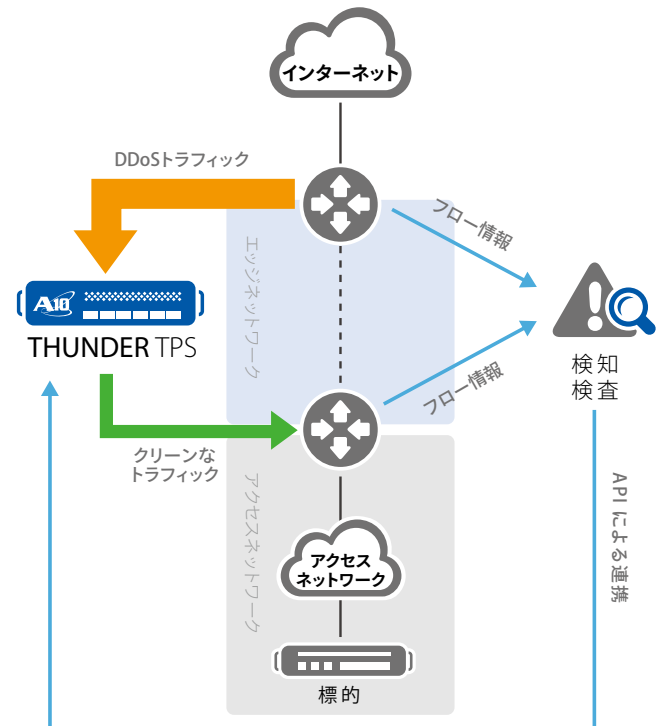 インターネット
DDoSトラフィック
フロー情報
エッジネットワーク
A10
THUNDER TPS
検知
検査
フロー情報
クリーンな
トラフィック
アクセスネットワーク
APIによる連携
アクセス
ネットワーク
標的